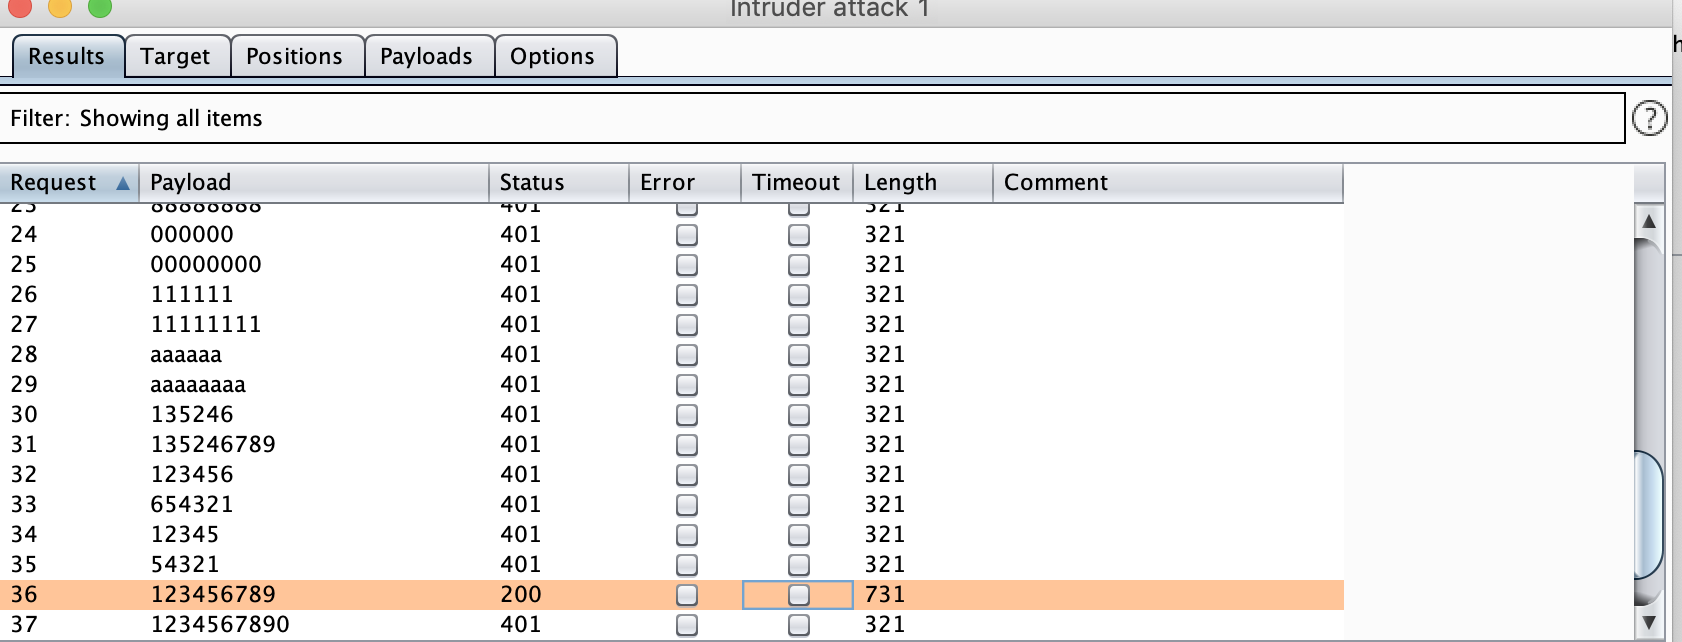 Intruder attack 1
Results Target Positions Payloads Options
Filter: Showing all items
?
Request Payload Status Error Timeout Length Comment
23 88888888 401 321
24 000000 401 321
25 00000000 401 321
26 111111 401 321
27 11111111 401 321
28 aaaaaa 401 321
29 aaaaaaaa 401 321
30 135246 401 321
31 135246789 401 321
32 123456 401 321
33 654321 401 321
34 12345 401 321
35 54321 401 321
36 123456789 200 731
37 1234567890 401 321